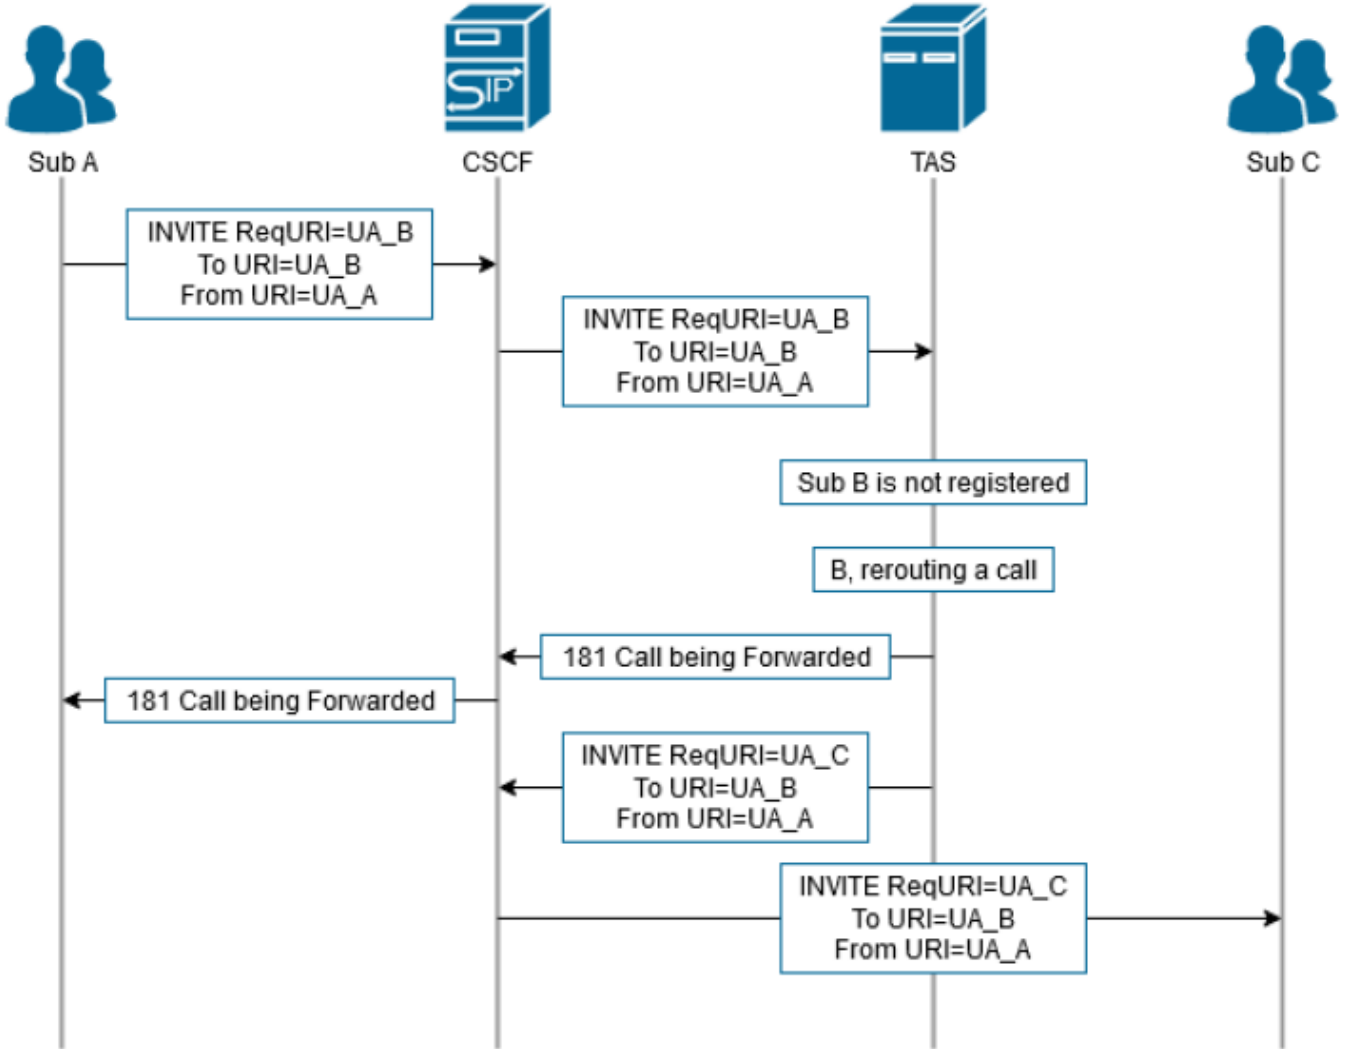 SIP
Sub A
CSCF
TAS
Sub C
INVITE ReqURI=UA_B
To URI=UA_B
From URI=UA_A
INVITE ReqURI=UA_B
To URI=UA_B
From URI=UA_A
Sub B is not registered
B, rerouting a call
181 Call being Forwarded
181 Call being Forwarded
INVITE ReqURI=UA_C
To URI=UA_B
From URI=UA_A
INVITE ReqURI=UA_C
To URI=UA_B
From URI=UA_A